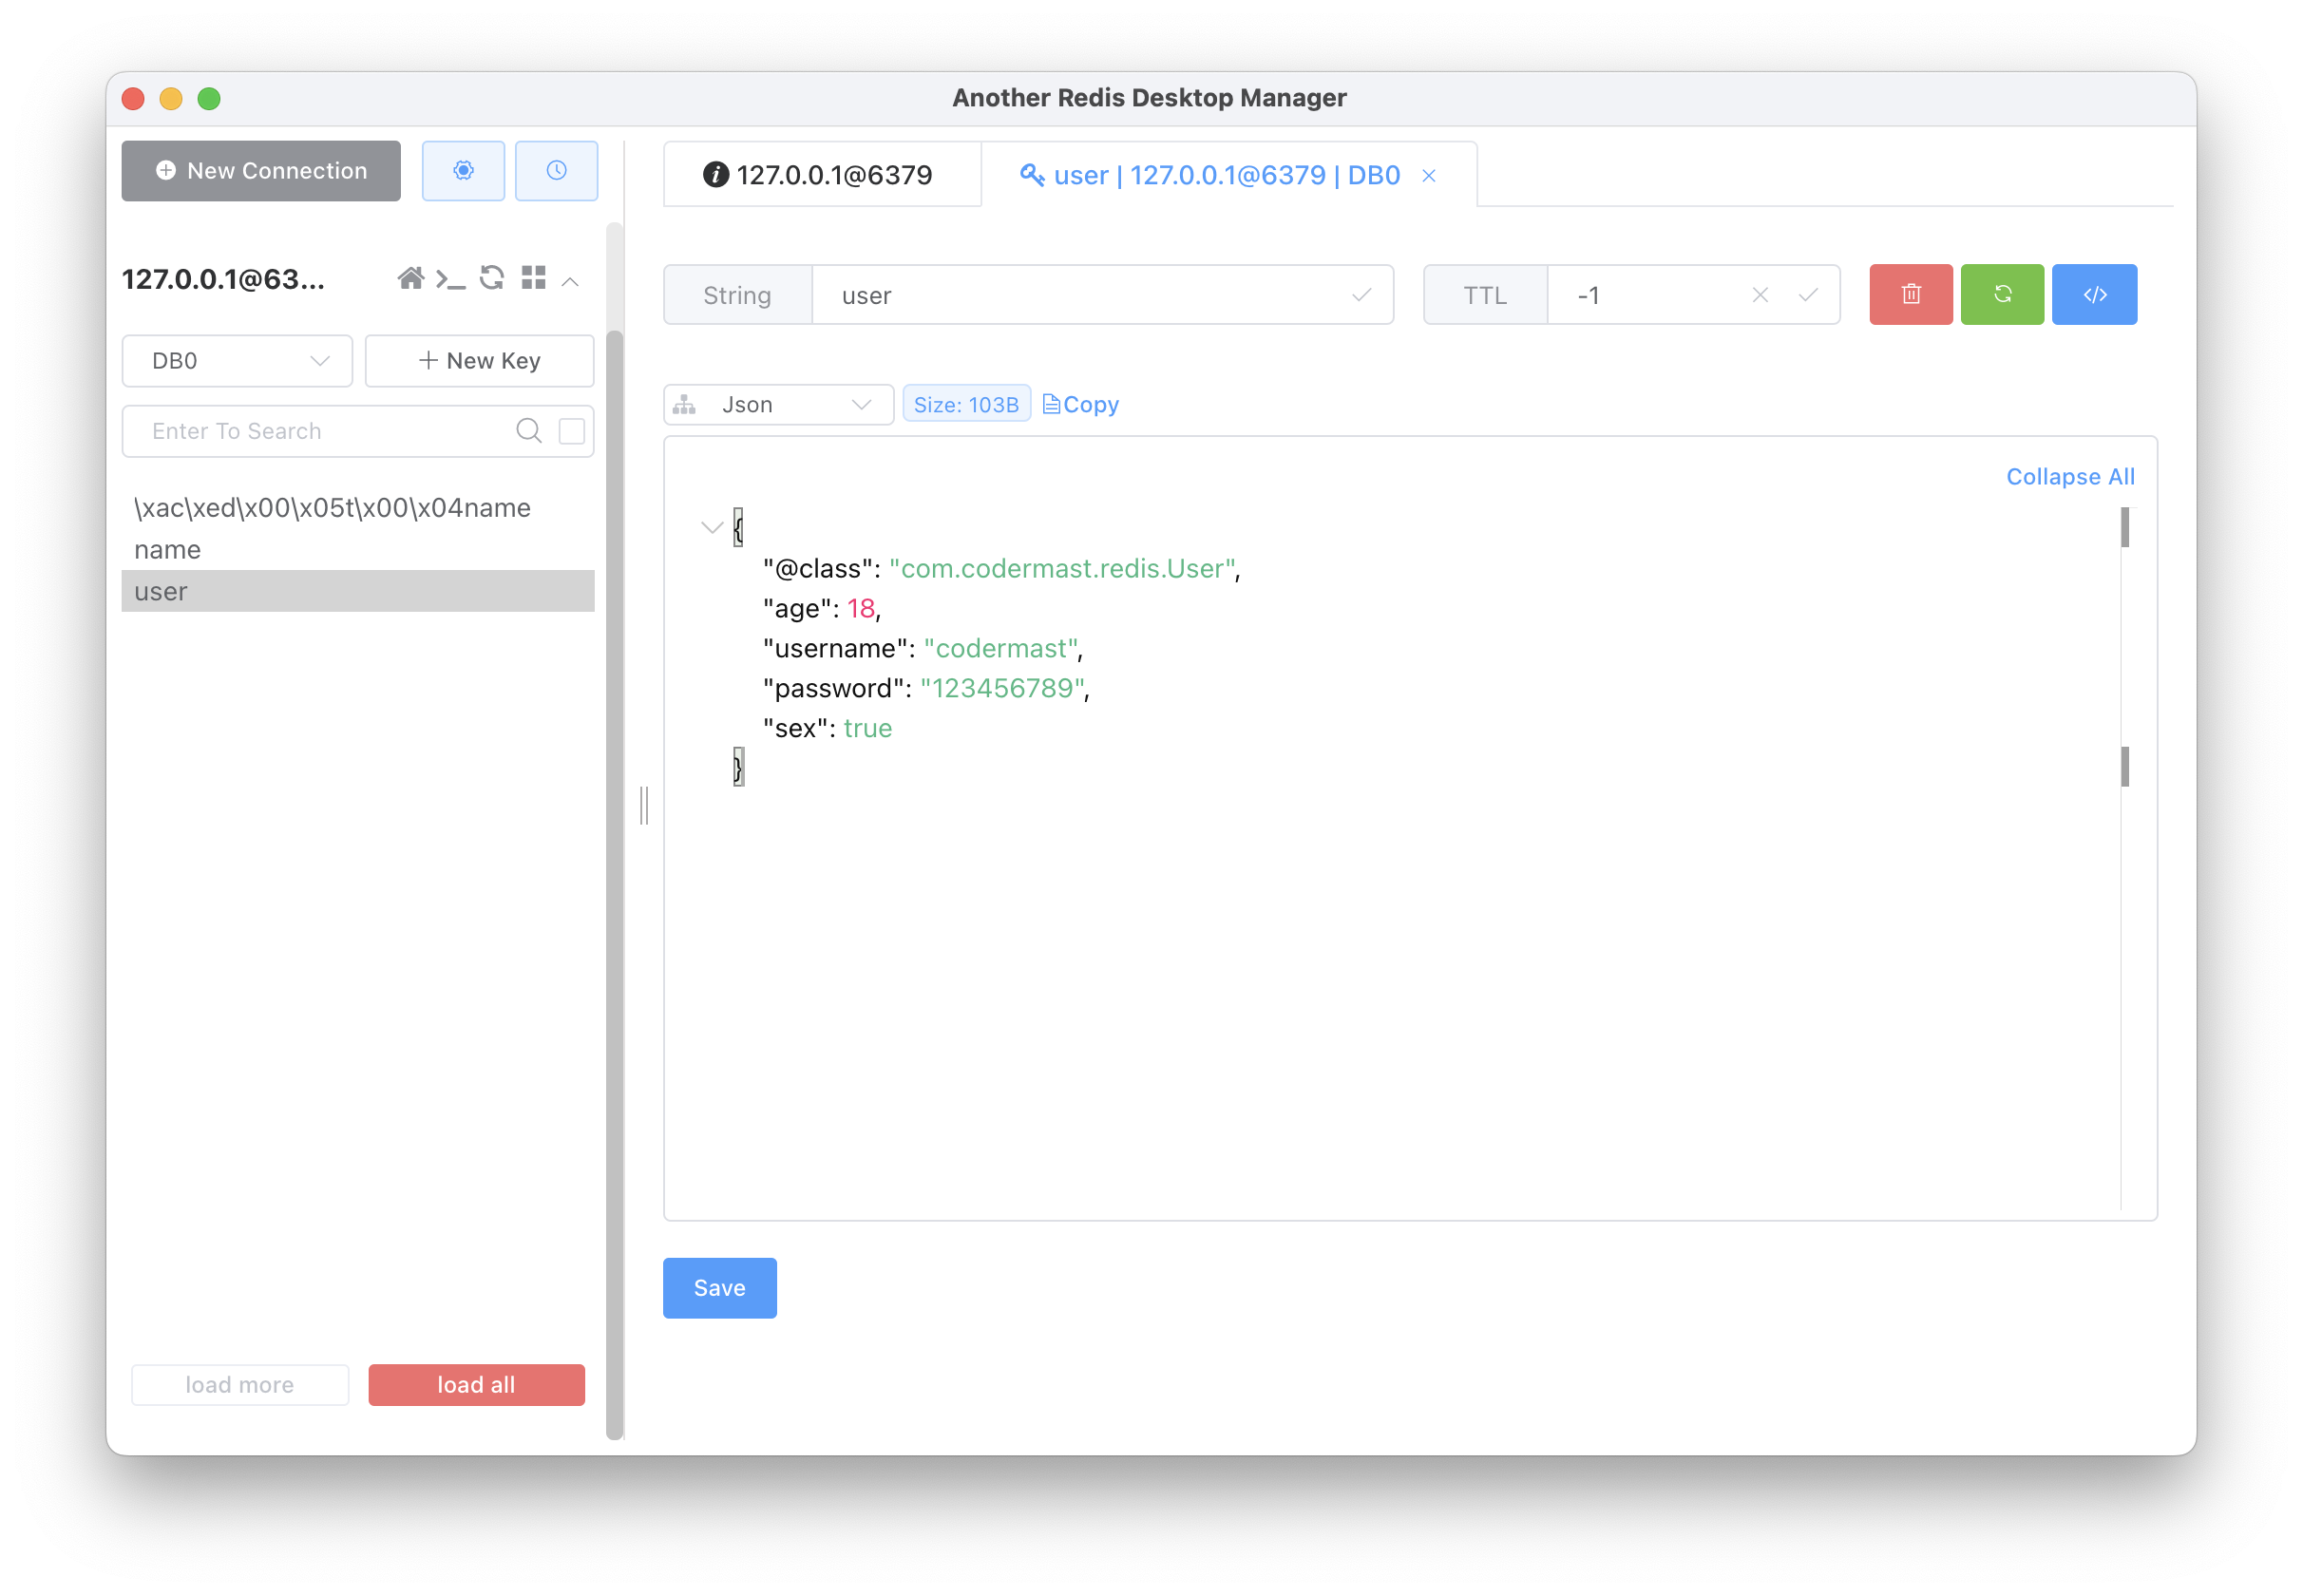 Another Redis Desktop Manager
New Connection
127.0.0.1@63...
DB0
New Key
Enter To Search
\xac\xed\x00\x05t\x00\x04name
name
user
load more
load all
127.0.0.1@6379
user | 127.0.0.1@6379 | DB0
String
user
TTL
-1
Json
Size: 103B
Copy
Collapse All
{
"@class": "com.codermast.redis.User",
"age": 18,
"username": "codermast",
"password": "123456789",
"sex": true
}
Save